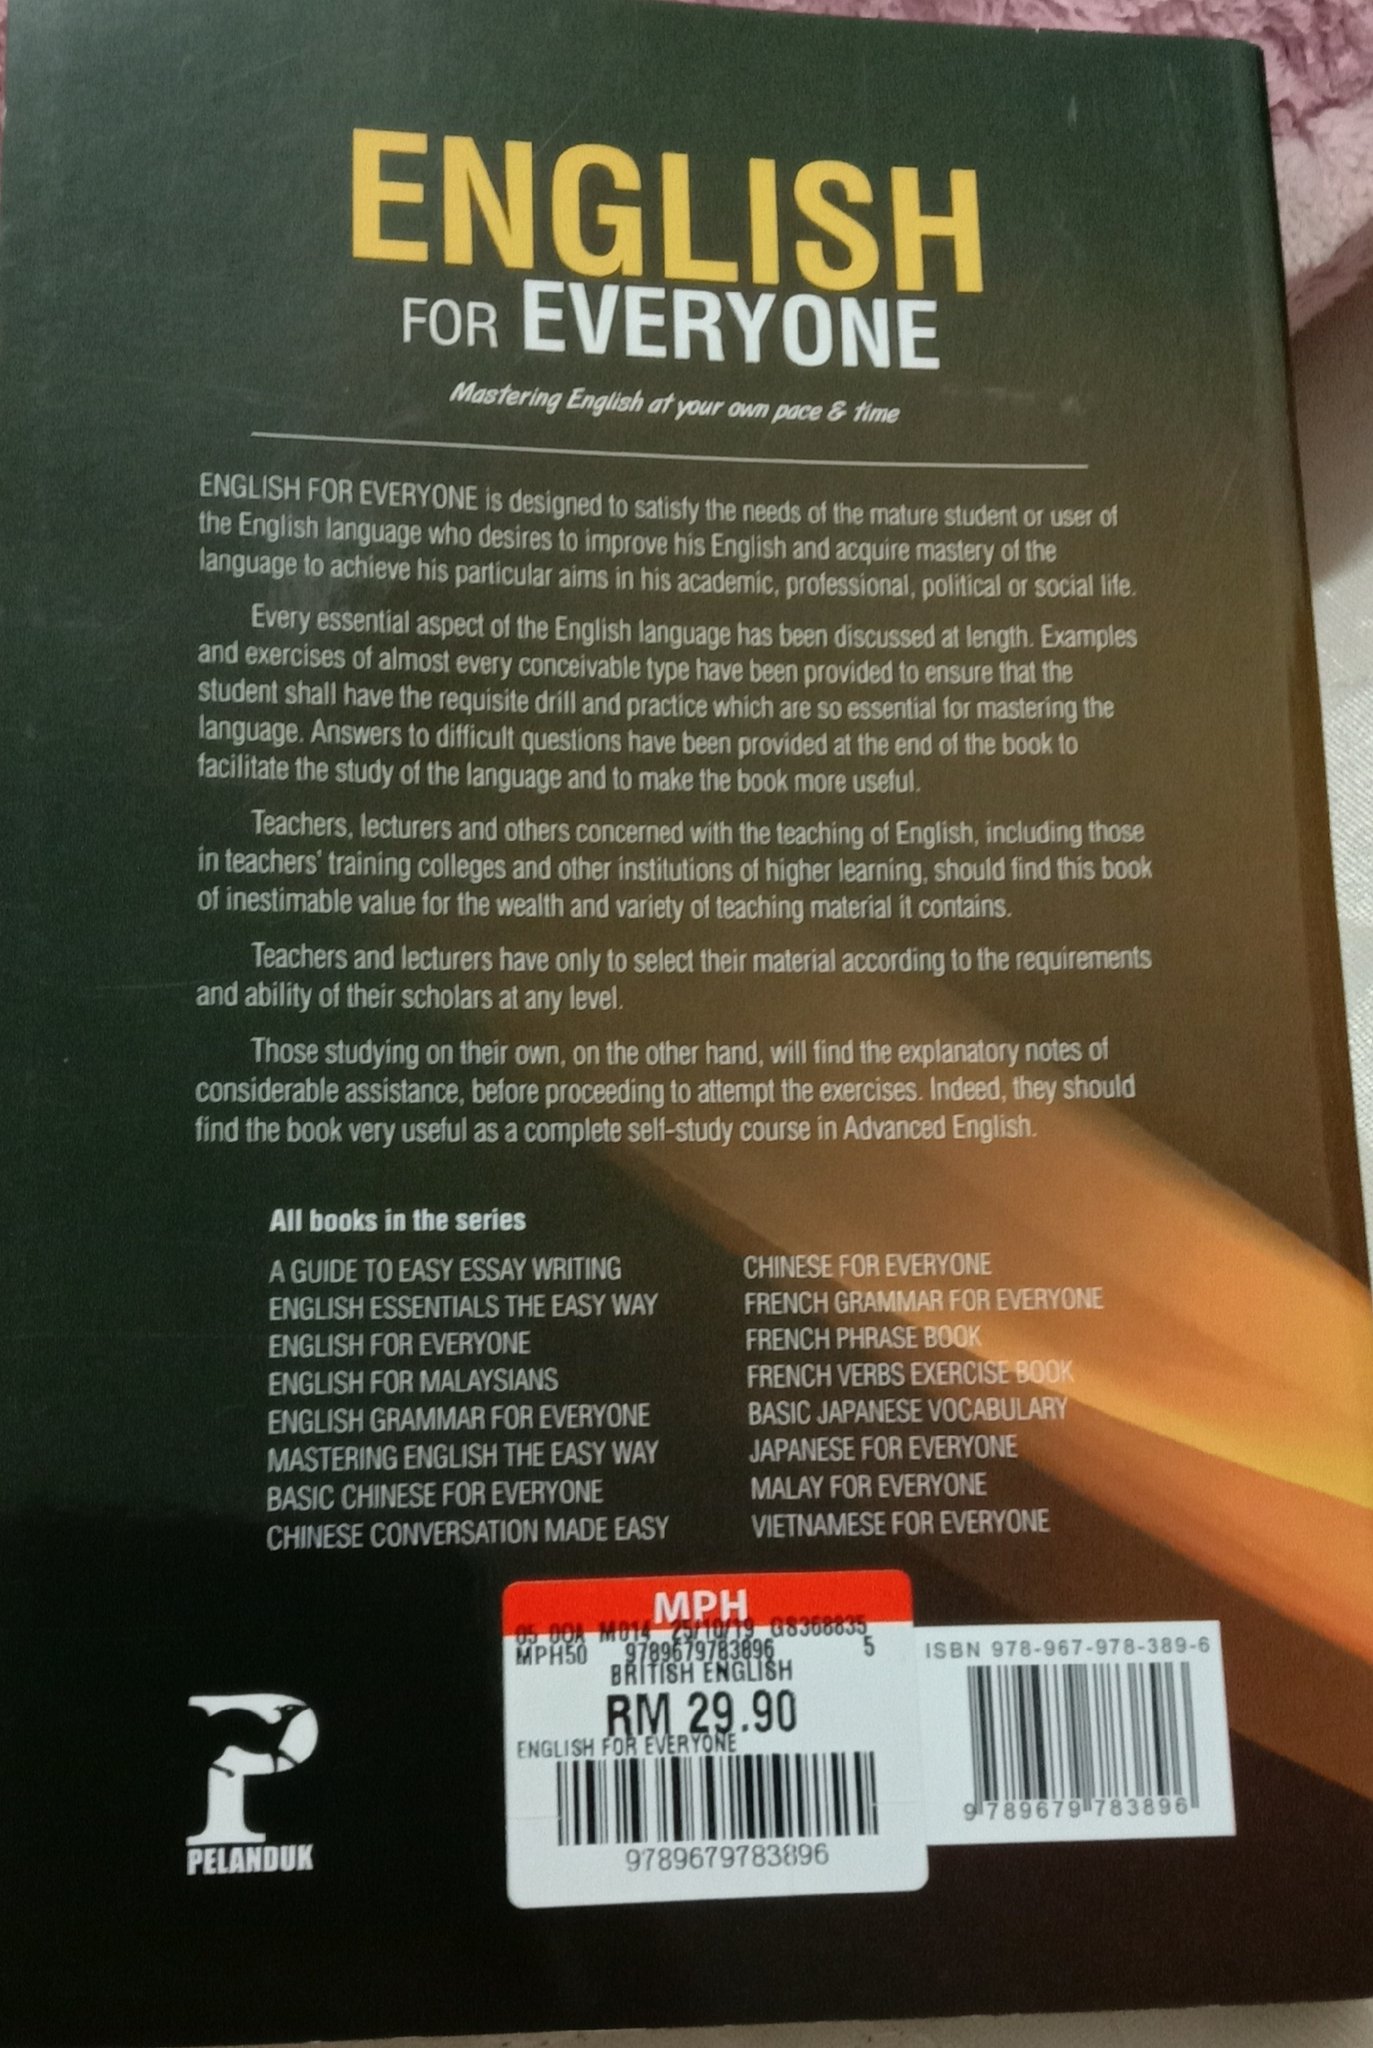 ENGLISH
FOR EVERYONE
Mastering English at your own pace & time
ENGLISH FOR EVERYONE is designed to satisfy the needs of the mature student or user of
the English language who desires to improve his English and acquire mastery of the
language to achieve his particular aims in his academic, professional, political or social life.
Every essential aspect of the English language has been discussed at length. Examples
and exercises of almost every conceivable type have been provided to ensure that the
student shall have the requisite drill and practice which are so essential for mastering the
language. Answers to difficult questions have been provided at the end of the book to
facilitate the study of the language and to make the book more useful.
Teachers, lecturers and others concerned with the teaching of English, including those
in teachers' training colleges and other institutions of higher learning, should find this book
of inestimable value for the wealth and variety of teaching material it contains.
Teachers and lecturers have only to select their material according to the requirements
and ability of their scholars at any level.
Those studying on their own, on the other hand, will find the explanatory notes of
considerable assistance, before proceeding to attempt the exercises. Indeed, they should
find the book very useful as a complete self-study course in Advanced English.
All books in the series
A GUIDE TO EASY ESSAY WRITING
ENGLISH ESSENTIALS THE EASY WAY
ENGLISH FOR EVERYONE
ENGLISH FOR MALAYSIANS
ENGLISH GRAMMAR FOR EVERYONE
MASTERING ENGLISH THE EASY WAY
BASIC CHINESE FOR EVERYONE
CHINESE CONVERSATION MADE EASY
CHINESE FOR EVERYONE
FRENCH GRAMMAR FOR EVERYONE
FRENCH PHRASE BOOK
FRENCH VERBS EXERCISE BOOK
BASIC JAPANESE VOCABULARY
JAPANESE FOR EVERYONE
MALAY FOR EVERYONE
VIETNAMESE FOR EVERYONE
PELANDUK
MPH
05 00A M014 25/10/19 G8368835
MPH50 9789679783896 5
BRITISH ENGLISH
RM 29.90
ENGLISH FOR EVERYONE
9789679783896
ISBN 978-967-978-389-6
9 789679 783896